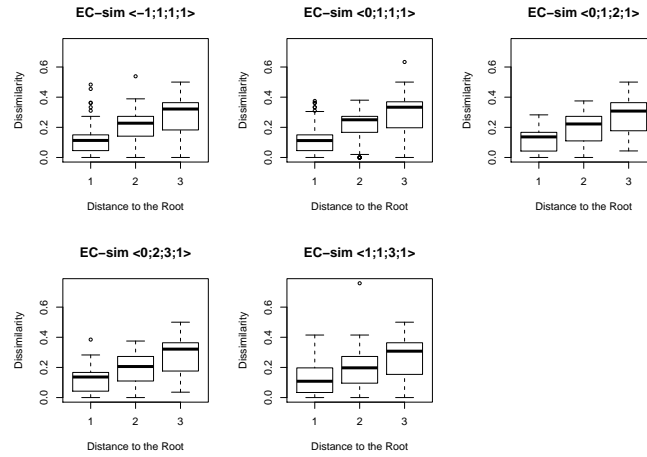 EC−sim <−1;1;1;1>
Dissimilarity
0.0 0.2 0.4 0.6
1 2 3
Distance to the Root
EC−sim <0;1;1;1>
Dissimilarity
0.0 0.2 0.4 0.6
1 2 3
Distance to the Root
EC−sim <0;1;2;1>
Dissimilarity
0.0 0.2 0.4 0.6
1 2 3
Distance to the Root
EC−sim <0;2;3;1>
Dissimilarity
0.0 0.2 0.4 0.6
1 2 3
Distance to the Root
EC−sim <1;1;3;1>
Dissimilarity
0.0 0.2 0.4 0.6
1 2 3
Distance to the Root